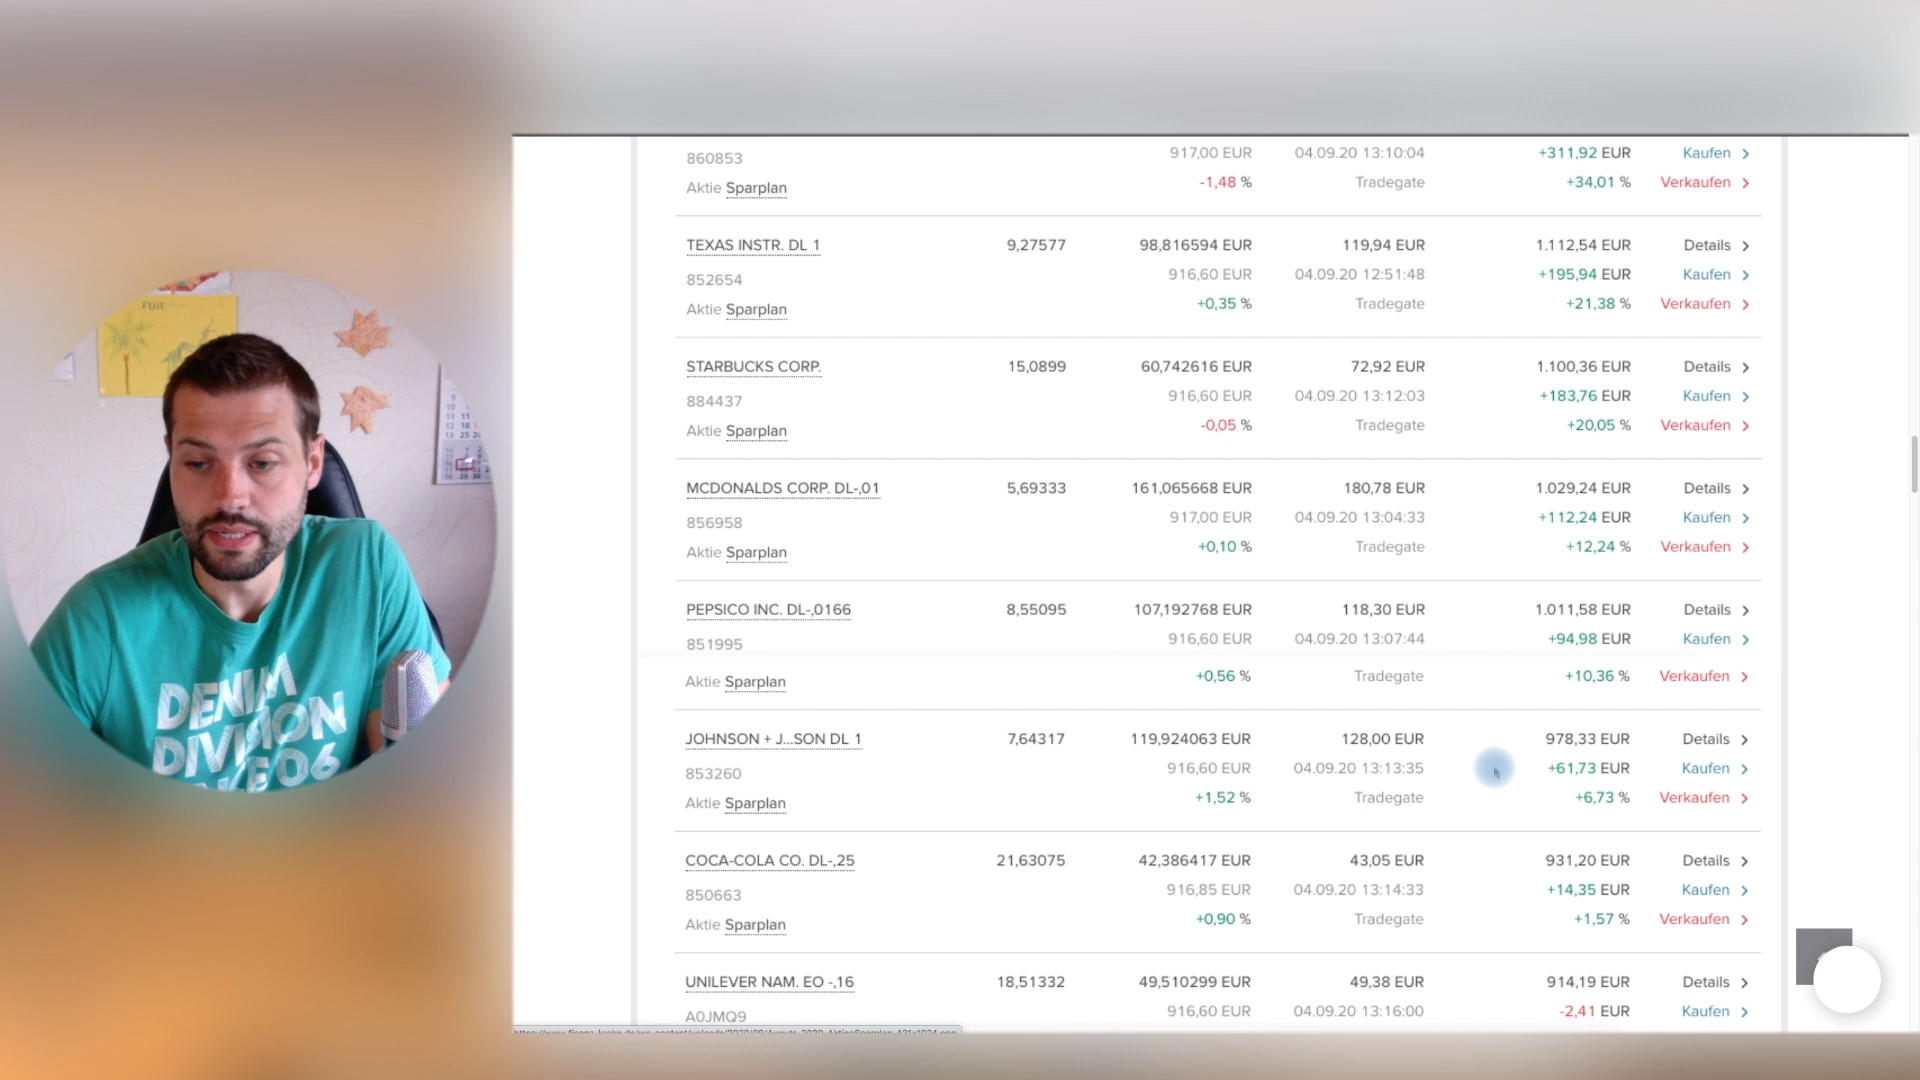 917,00 EUR 04.09.20 13:10:04 +311,92 EUR Kaufen
860853
-1,48 % Tradegate +34,01 % Verkaufen
Aktie Sparplan
TEXAS INSTR. DL 1 9,27577 98,816594 EUR 119,94 EUR 1.112,54 EUR Details
852654 916,60 EUR 04.09.20 12:51:48 +195,94 EUR Kaufen
Aktie Sparplan +0,35 % Tradegate +21,38 % Verkaufen
STARBUCKS CORP. 15,0899 60,742616 EUR 72,92 EUR 1.100,36 EUR Details
884437 916,60 EUR 04.09.20 13:12:03 +183,76 EUR Kaufen
Aktie Sparplan -0,05 % Tradegate +20,05 % Verkaufen
MCDONALDS CORP. DL-,01 5,69333 161,065668 EUR 180,78 EUR 1.029,24 EUR Details
856958 917,00 EUR 04.09.20 13:04:33 +112,24 EUR Kaufen
Aktie Sparplan +0,10 % Tradegate +12,24 % Verkaufen
PEPSICO INC. DL-,0166 8,55095 107,192768 EUR 118,30 EUR 1.011,58 EUR Details
851995 916,60 EUR 04.09.20 13:07:44 +94,98 EUR Kaufen
Aktie Sparplan +0,56 % Tradegate +10,36 % Verkaufen
JOHNSON + J...SON DL 1 7,64317 119,924063 EUR 128,00 EUR 978,33 EUR Details
853260 916,60 EUR 04.09.20 13:13:35 +61,73 EUR Kaufen
Aktie Sparplan +1,52 % Tradegate +6,73 % Verkaufen
COCA-COLA CO. DL-,25 21,63075 42,386417 EUR 43,05 EUR 931,20 EUR Details
850663 916,85 EUR 04.09.20 13:14:33 +14,35 EUR Kaufen
Aktie Sparplan +0,90 % Tradegate +1,57 % Verkaufen
UNILEVER NAM. EO -,16 18,51332 49,510299 EUR 49,38 EUR 914,19 EUR Details
A0JMQ9 916,60 EUR 04.09.20 13:16:00 -2,41 EUR Kaufen
DENIM
DIVISION
06